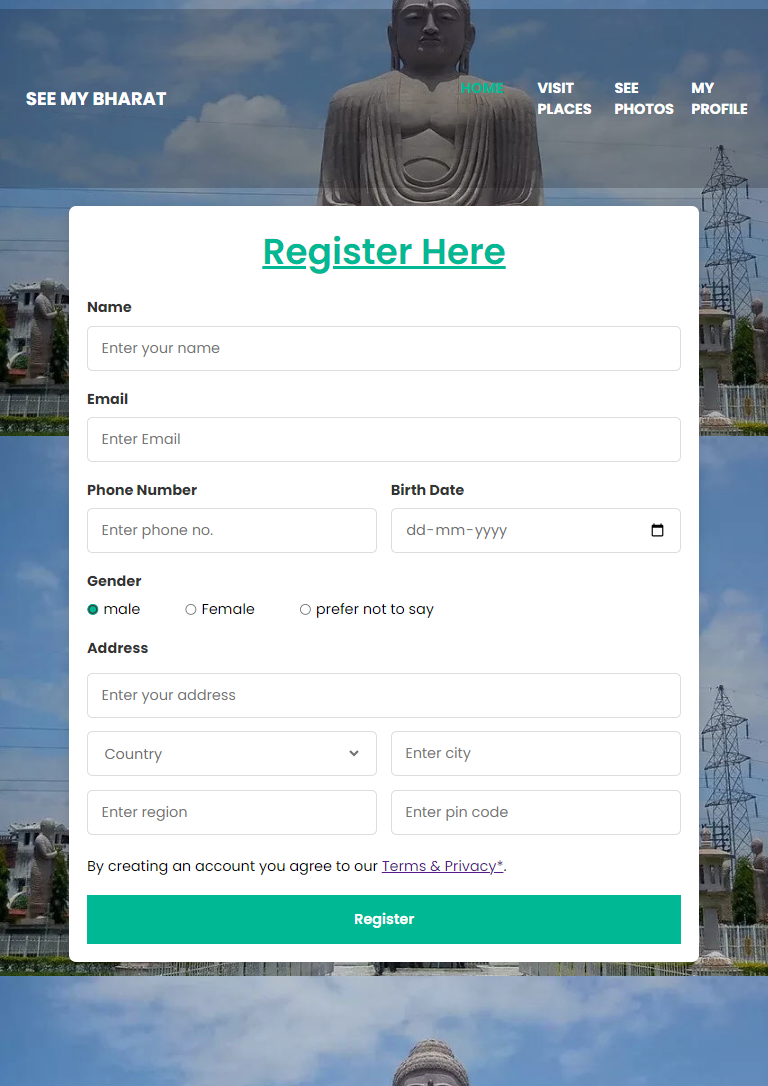 SEE MY BHARAT
HOME
VISIT PLACES
SEE PHOTOS
MY PROFILE
Register Here
Name
Enter your name
Email
Enter Email
Phone Number
Birth Date
Enter phone no.
dd-mm-yyyy
Gender
male
Female
prefer not to say
Address
Enter your address
Country
Enter city
Enter region
Enter pin code
By creating an account you agree to our Terms & Privacy*.
Register